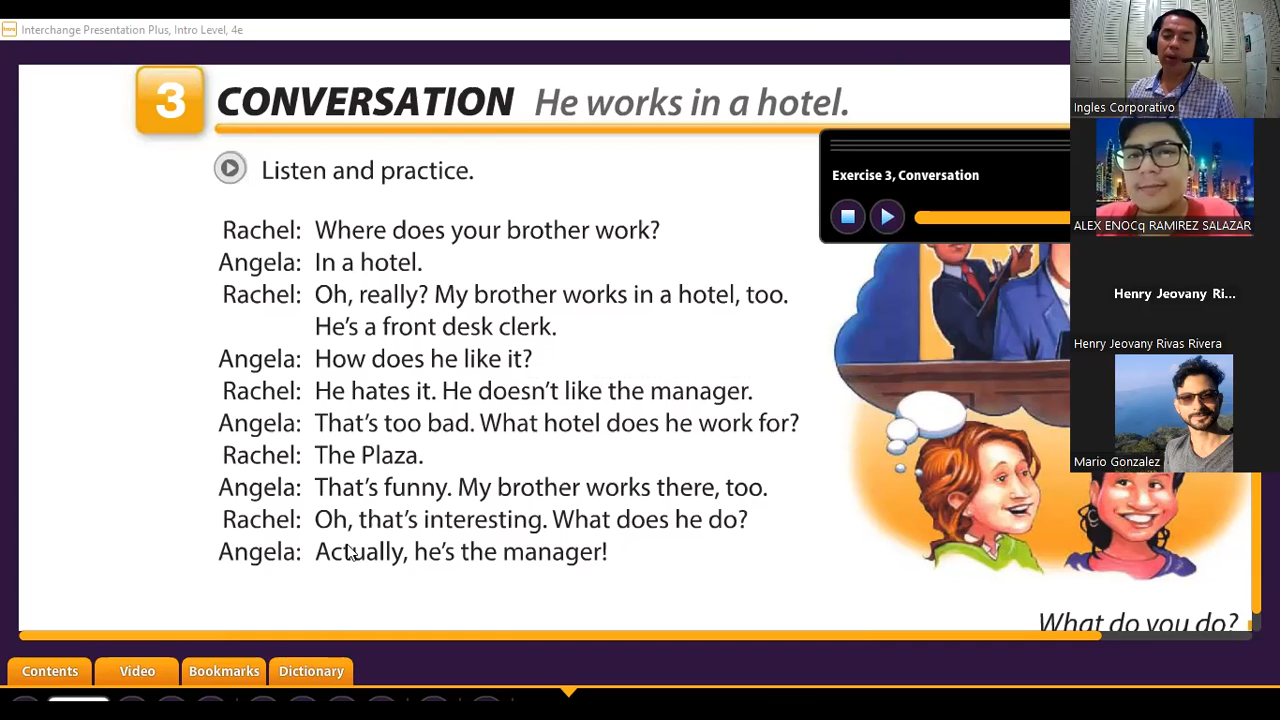 Interchange Presentation Plus, Intro Level, 4e
3 CONVERSATION He works in a hotel.
Listen and practice.
Exercise 3, Conversation
Rachel: Where does your brother work?
Angela: In a hotel.
Rachel: Oh, really? My brother works in a hotel, too.
He's a front desk clerk.
Angela: How does he like it?
Rachel: He hates it. He doesn't like the manager.
Angela: That's too bad. What hotel does he work for?
Rachel: The Plaza.
Angela: That's funny. My brother works there, too.
Rachel: Oh, that's interesting. What does he do?
Angela: Actually, he's the manager!
What do you do?
Contents Video Bookmarks Dictionary
Ingles Corporativo
ALEX ENOCq RAMIREZ SALAZAR
Henry Jeovany Ri...
Henry Jeovany Rivas Rivera
Mario Gonzalez